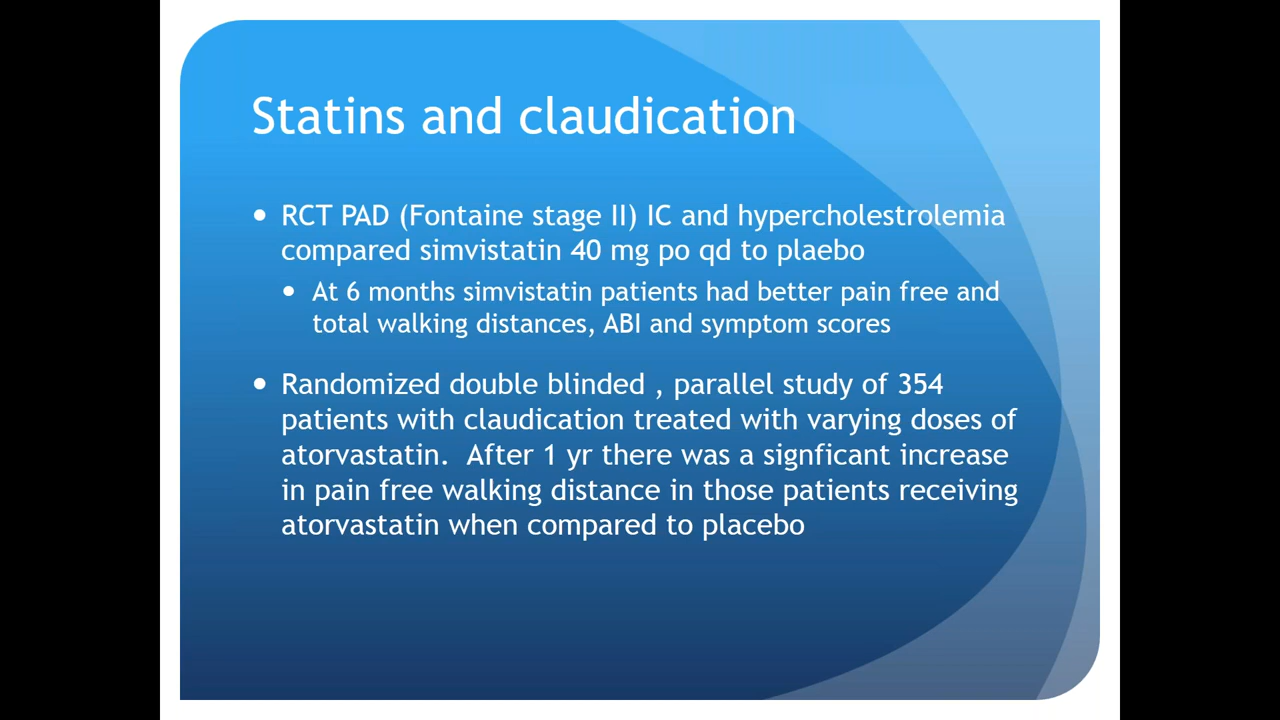 Statins and claudication
• RCT PAD (Fontaine stage II) IC and hypercholestrolemia
compared simvistatin 40 mg po qd to plaebo
• At 6 months simvistatin patients had better pain free and
total walking distances, ABI and symptom scores
• Randomized double blinded , parallel study of 354
patients with claudication treated with varying doses of
atorvastatin.  After 1 yr there was a signficant increase
in pain free walking distance in those patients receiving
atorvastatin when compared to placebo